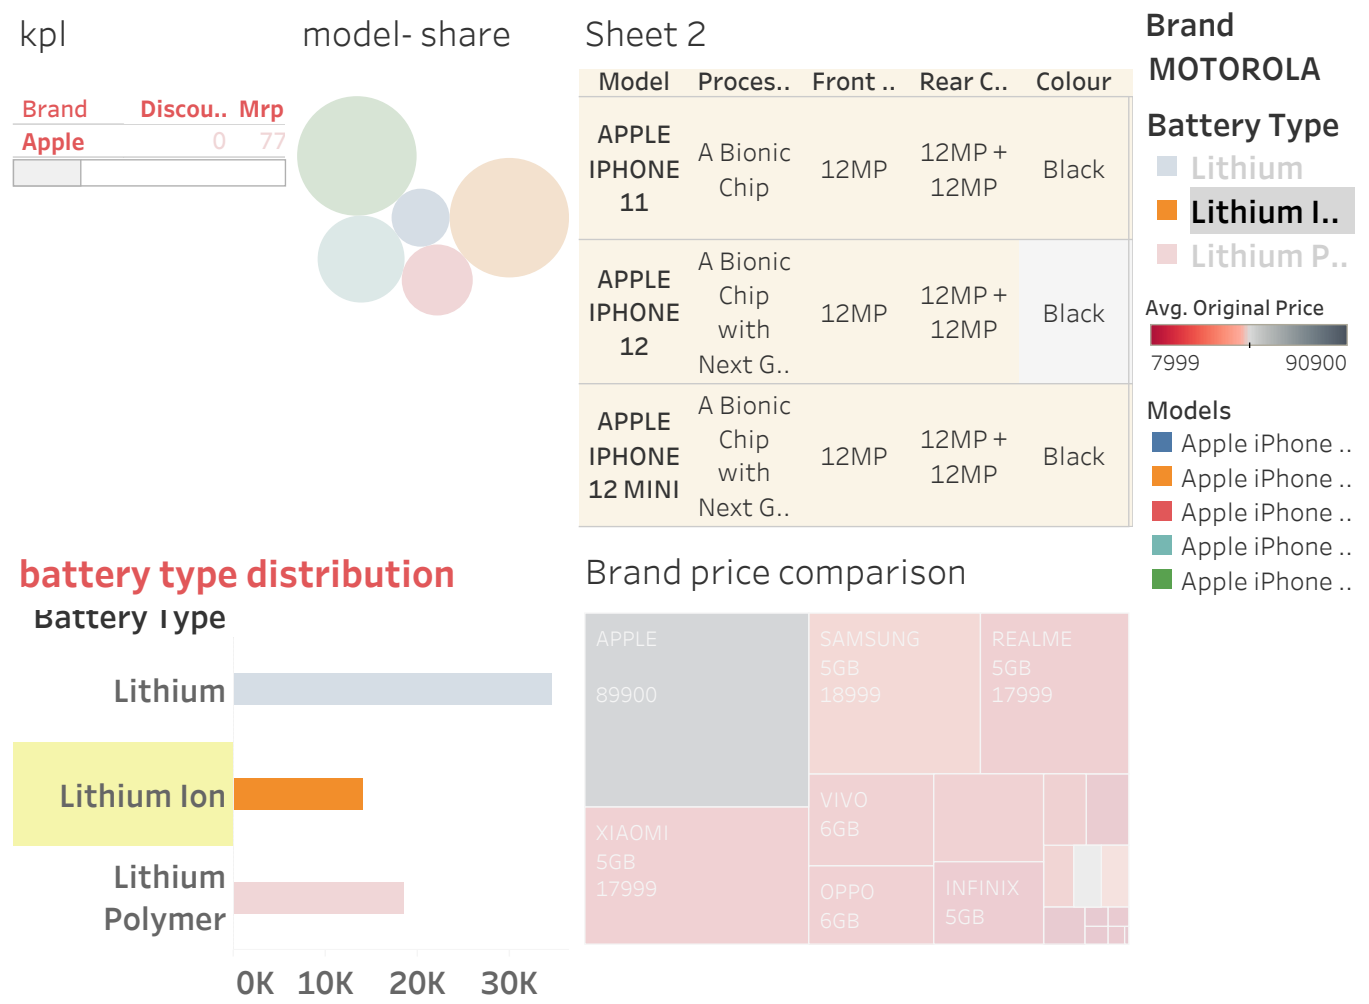 kpl
Brand Discou.. Mrp
Apple 0 77
model- share
Sheet 2
Model Proces.. Front .. Rear C.. Colour
APPLE
IPHONE
11
A Bionic
Chip
12MP
12MP +
12MP
Black
APPLE
IPHONE
12
A Bionic
Chip
with
Next G..
12MP
12MP +
12MP
Black
APPLE
IPHONE
12 MINI
A Bionic
Chip
with
Next G..
12MP
12MP +
12MP
Black
Brand
MOTOROLA
Battery Type
Lithium
Lithium I..
Lithium P..
Avg. Original Price
7999 90900
Models
Apple iPhone ..
Apple iPhone ..
Apple iPhone ..
Apple iPhone ..
Apple iPhone ..
battery type distribution
Battery Type
Lithium
Lithium Ion
Lithium
Polymer
0K 10K 20K 30K
Brand price comparison
APPLE
89900
SAMSUNG
5GB
18999
REALME
5GB
17999
XIAOMI
5GB
17999
VIVO
6GB
OPPO
6GB
INFINIX
5GB